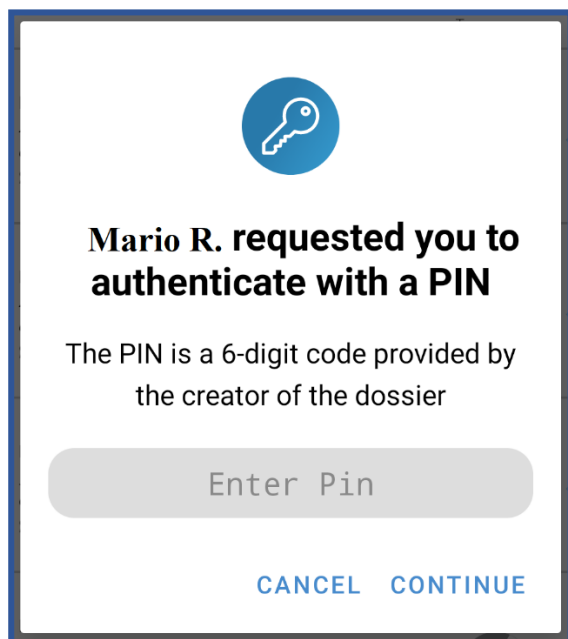 Mario R. requested you to
authenticate with a PIN
The PIN is a 6-digit code provided by
the creator of the dossier
Enter Pin
CANCEL CONTINUE